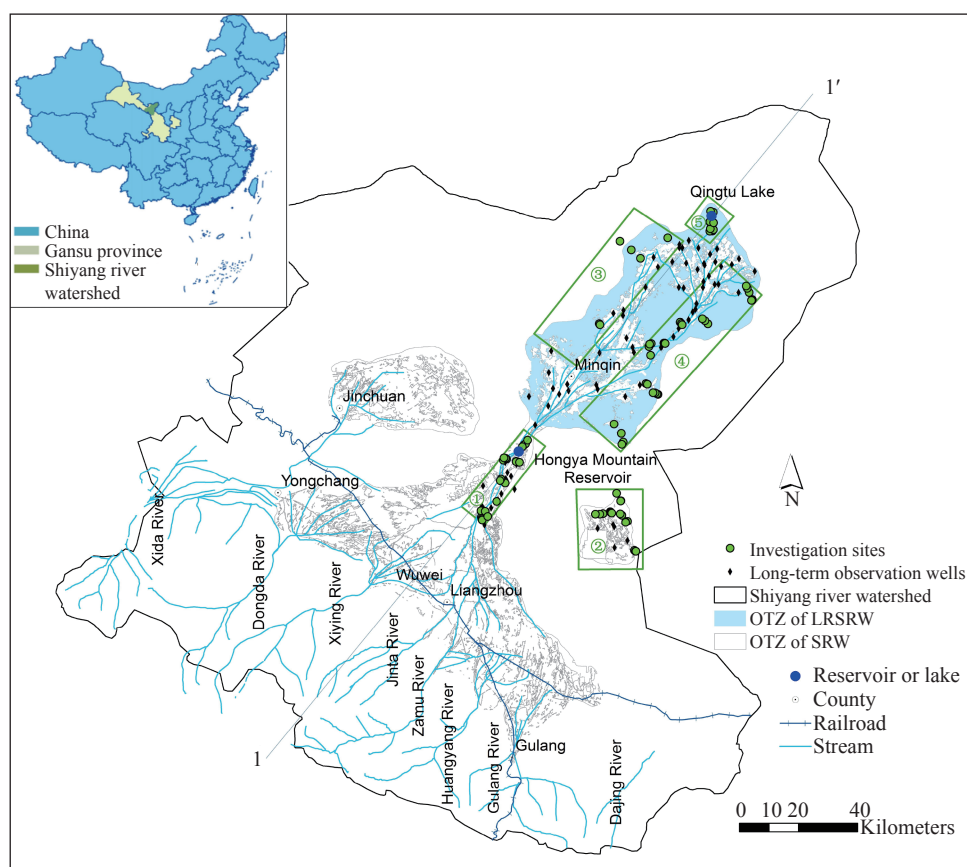 China
Gansu province
Shiyang river
watershed
1′
Qingtu Lake
⑤
③
④
Minqin
Jinchuan
Hongya Mountain
Reservoir
Yongchang
①
②
N
Xida River
Dongda River
Xiying River
Wuwei
Liangzhou
Jinta River
Zamu River
Huangyang River
Gulang River
Gulang
Dajing River
1
Investigation sites
Long-term observation wells
Shiyang river watershed
OTZ of LRSRW
OTZ of SRW
Reservoir or lake
County
Railroad
Stream
0 10 20 40
Kilometers